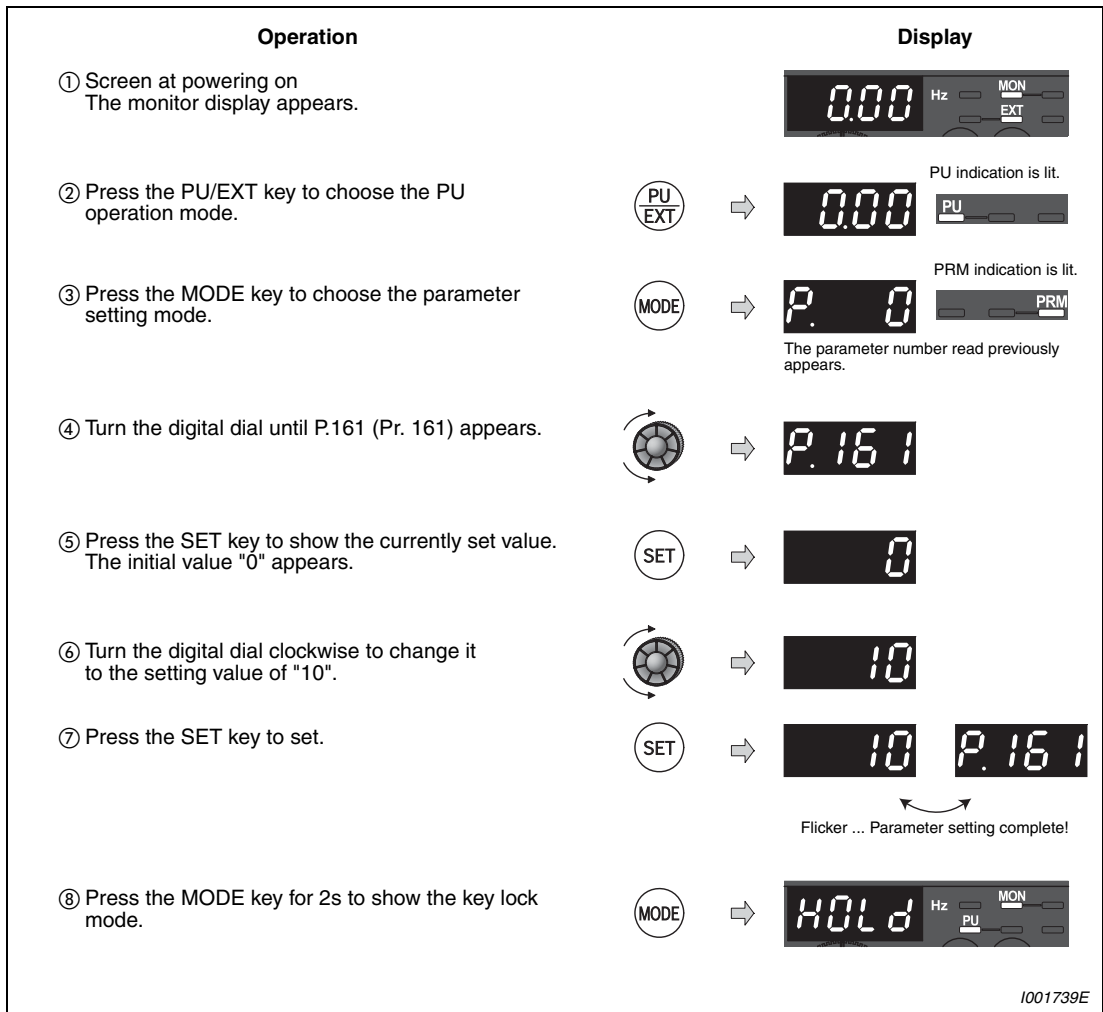 Operation
Display
① Screen at powering on
The monitor display appears.
0.00 Hz MON
EXT
② Press the PU/EXT key to choose the PU
operation mode.
PU
EXT
0.00
PU indication is lit.
PU
③ Press the MODE key to choose the parameter
setting mode.
MODE
P. 0
PRM indication is lit.
PRM
The parameter number read previously
appears.
④ Turn the digital dial until P.161 (Pr. 161) appears.
P.161
⑤ Press the SET key to show the currently set value.
The initial value "0" appears.
SET
0
⑥ Turn the digital dial clockwise to change it
to the setting value of "10".
10
⑦ Press the SET key to set.
SET
10 P.161
Flicker ... Parameter setting complete!
⑧ Press the MODE key for 2s to show the key lock
mode.
MODE
HOLd Hz MON
PU
I001739E